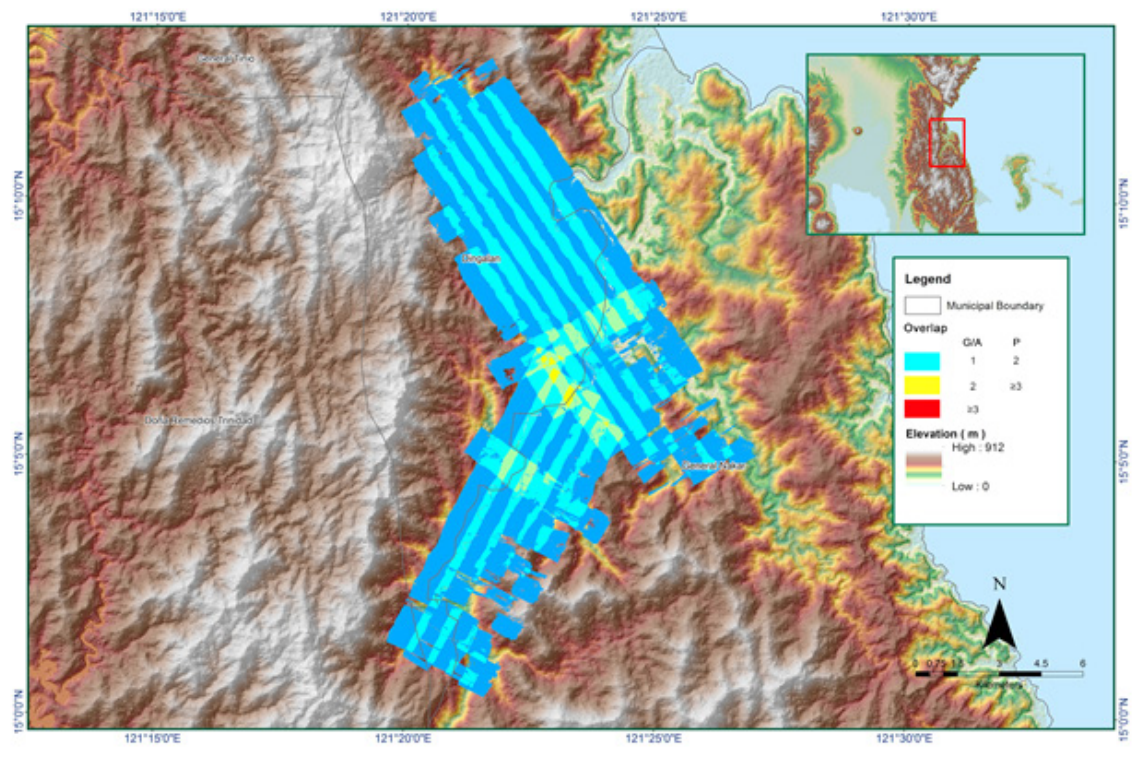 121°15'0"E 121°20'0"E 121°25'0"E 121°30'0"E
General Tinio
15°10'0"N 15°10'0"N
Dingalan
Legend
Municipal Boundary
Overlap
G/A P
1 2
2 ≥3
≥3
Elevation ( m )
High : 912
Low : 0
Doña Remedios Trinidad
15°5'0"N 15°5'0"N
General Nakar
N
0 0.75 1.5 3 4.5 6
15°0'0"N 15°0'0"N
121°15'0"E 121°20'0"E 121°25'0"E 121°30'0"E